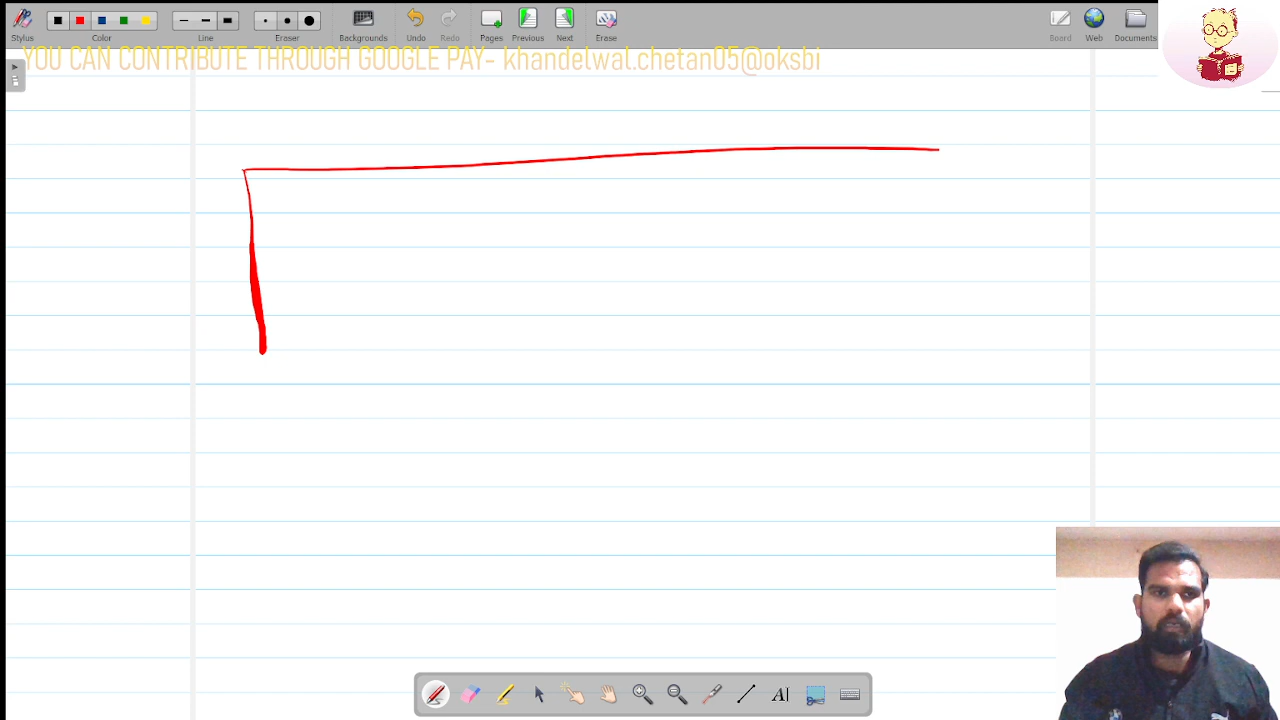 Stylus Color Line Eraser Backgrounds Undo Redo Pages Previous Next Erase Board Web Documents
YOU CAN CONTRIBUTE THROUGH GOOGLE PAY- khandelwal.chetan05@oksbi
AI